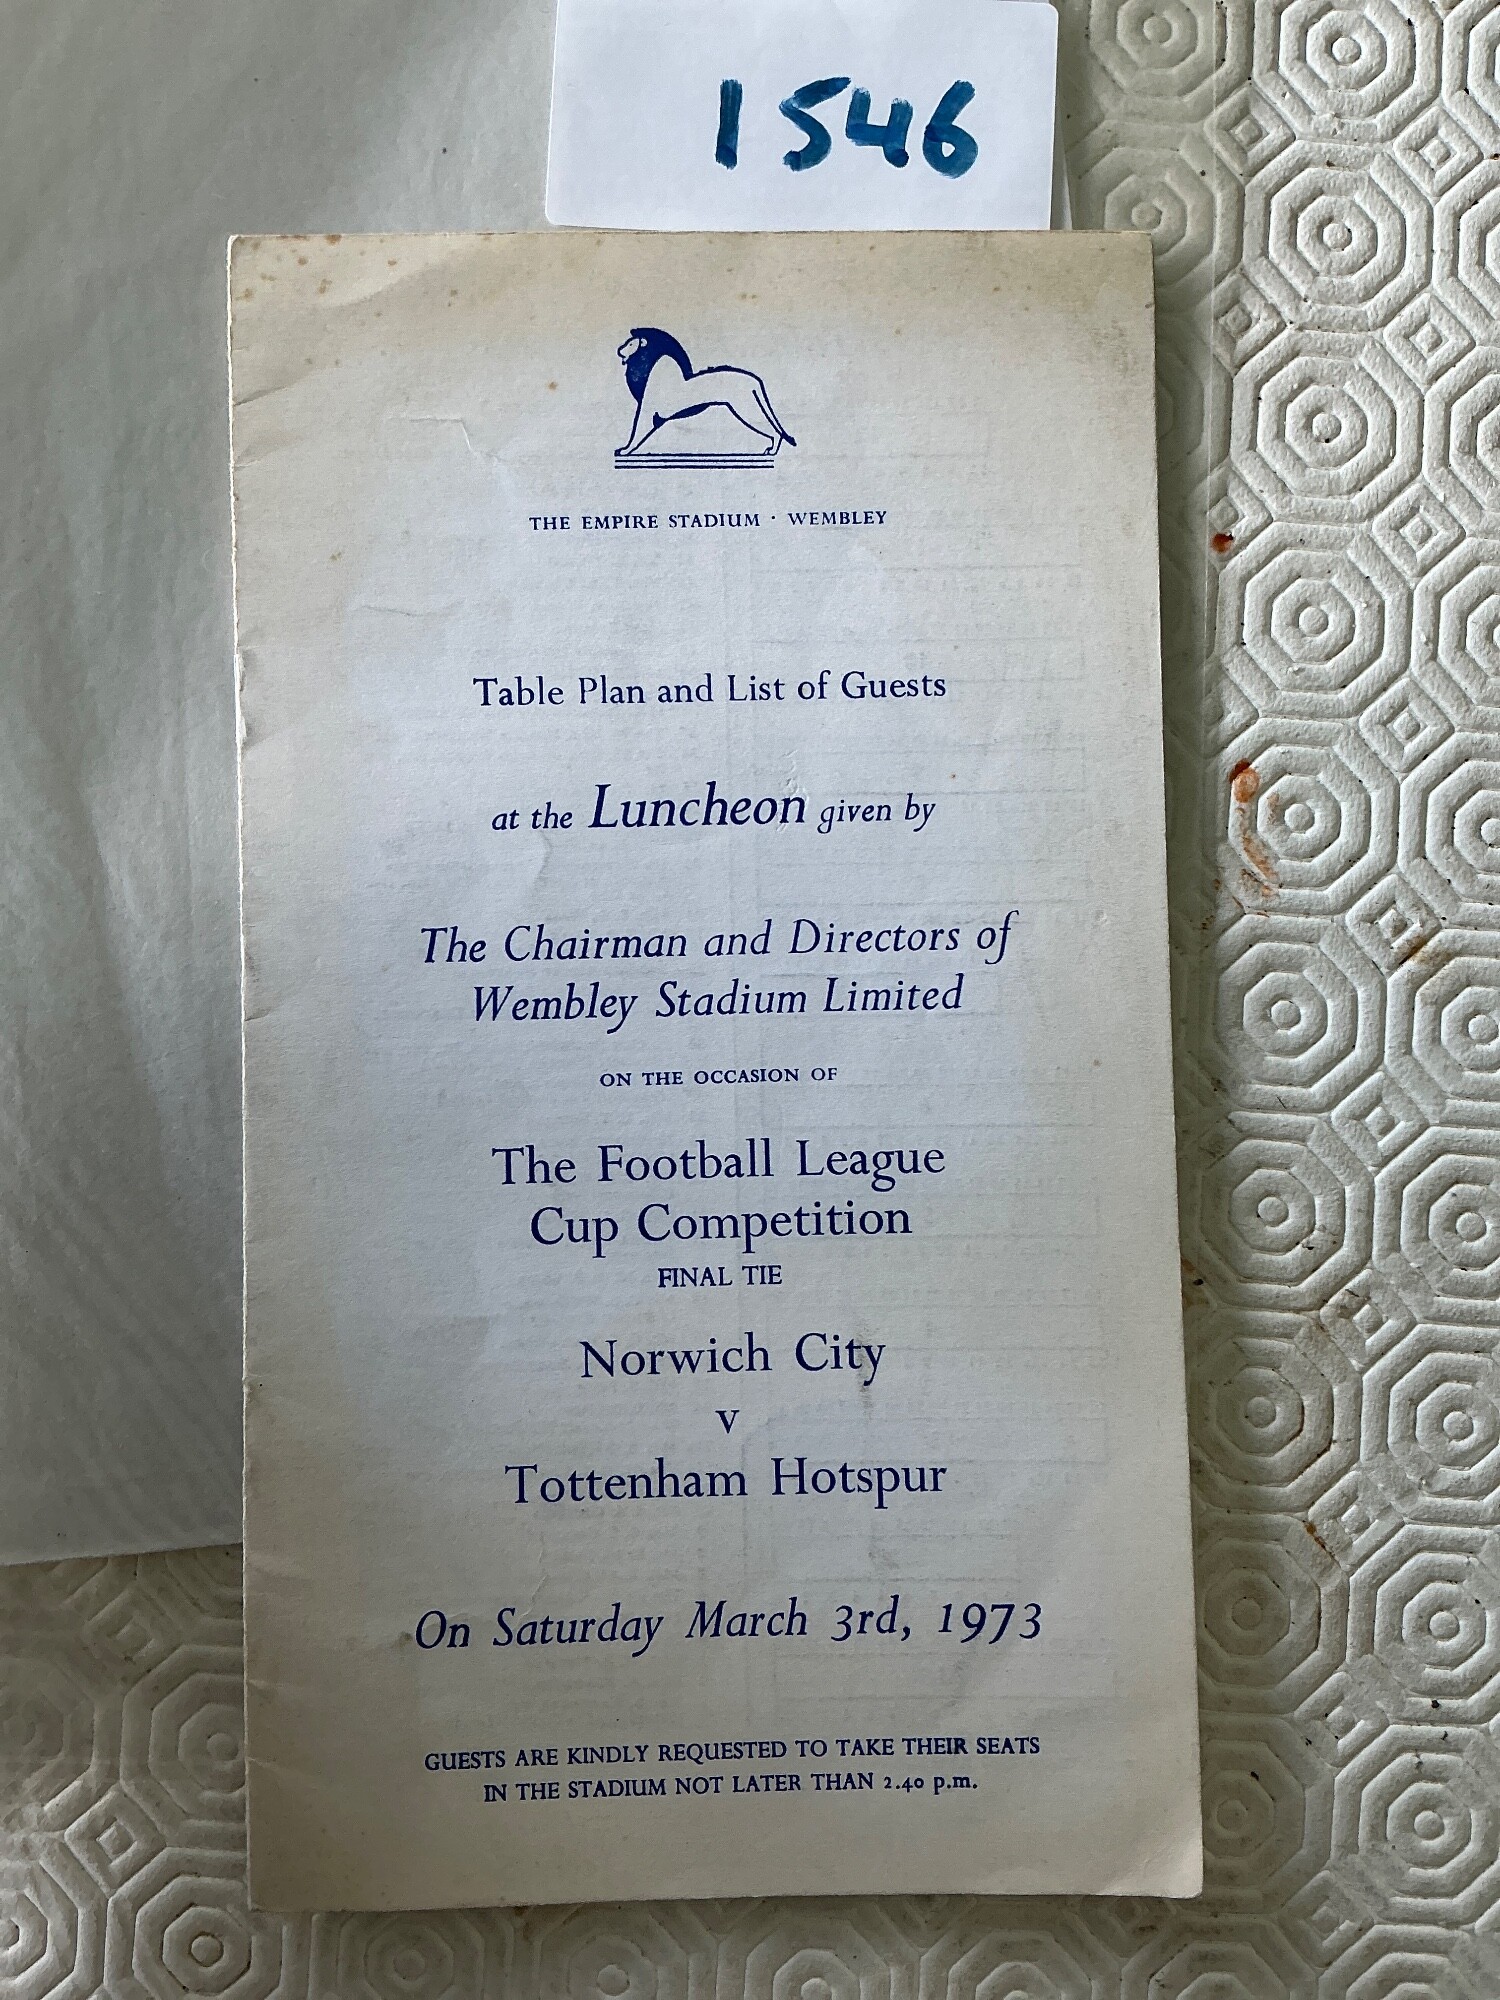 1546
THE EMPIRE STADIUM · WEMBLEY
Table Plan and List of Guests
at the Luncheon given by
The Chairman and Directors of
Wembley Stadium Limited
ON THE OCCASION OF
The Football League
Cup Competition
FINAL TIE
Norwich City
v
Tottenham Hotspur
On Saturday March 3rd, 1973
GUESTS ARE KINDLY REQUESTED TO TAKE THEIR SEATS
IN THE STADIUM NOT LATER THAN 2.40 p.m.